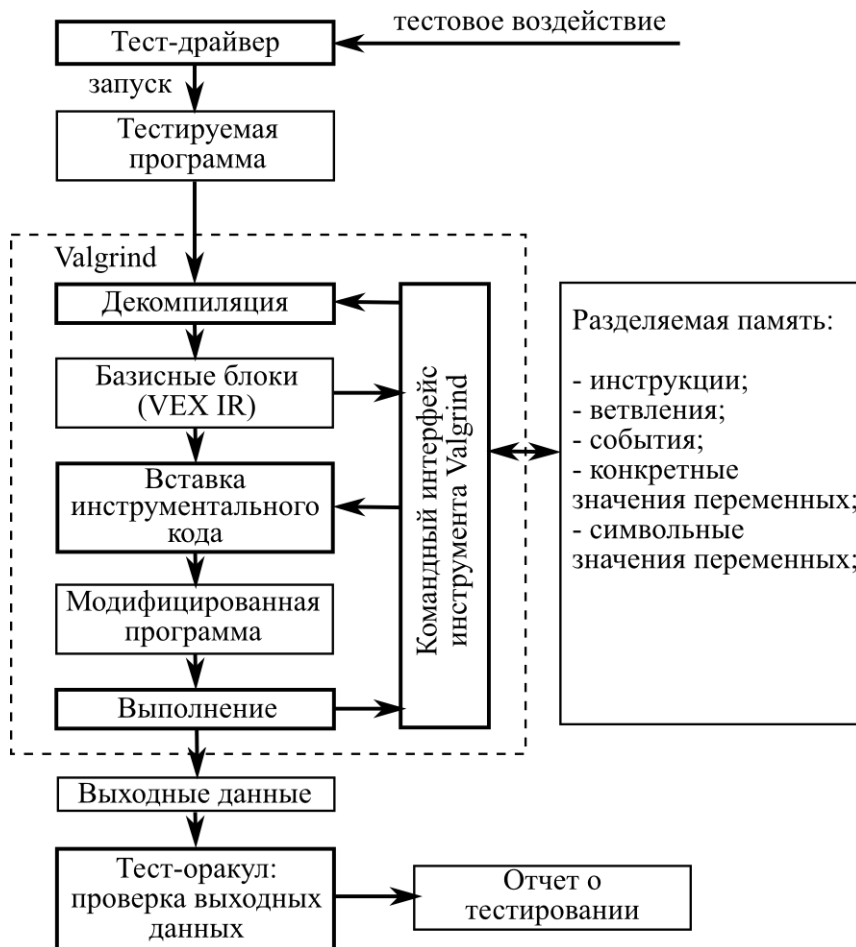 тестовое воздействие
Тест-драйвер
запуск
Тестируемая
программа
Valgrind
Декомпиляция
Базисные блоки
(VEX IR)
Вставка
инструментального
кода
Модифицированная
программа
Выполнение
Командный интерфейс
инструмента Valgrind
Разделяемая память:
- инструкции;
- ветвления;
- события;
- конкретные
значения переменных;
- символьные
значения переменных;
Выходные данные
Тест-оракул:
проверка выходных
данных
Отчет о
тестировании